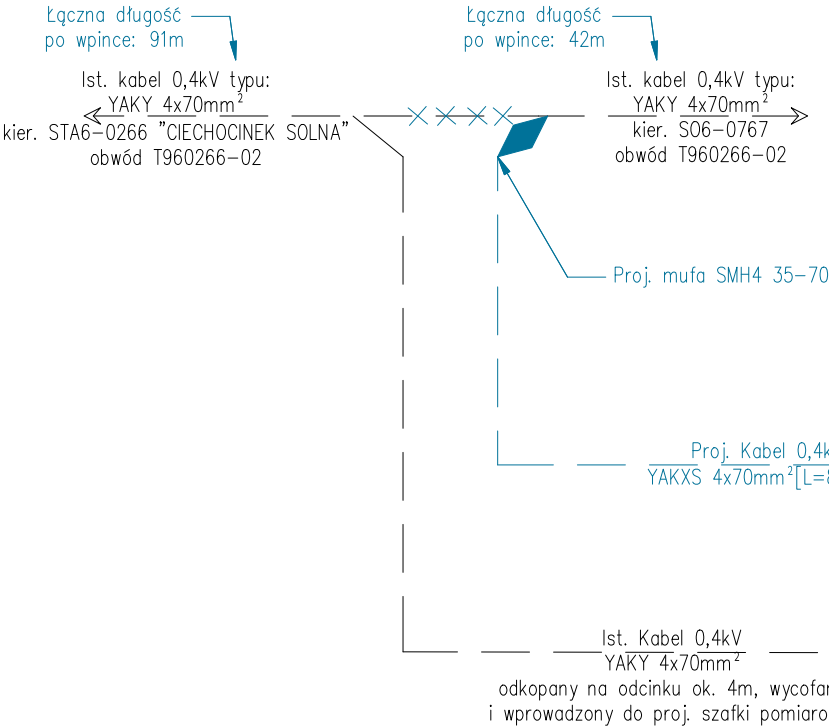 Łączna długość
po wpince: 91m
Łączna długość
po wpince: 42m
Ist. kabel 0,4kV typu:
YAKY 4x70mm²
kier. STA6-0266 "CIECHOCINEK SOLNA"
obwód T960266-02
Ist. kabel 0,4kV typu:
YAKY 4x70mm²
kier. S06-0767
obwód T960266-02
Proj. mufa SMH4 35-70
Proj. Kabel 0,4k
YAKXS 4x70mm²[L=8
Ist. Kabel 0,4kV
YAKY 4x70mm²
odkopany na odcinku ok. 4m, wycofan
i wprowadzony do proj. szafki pomiaro